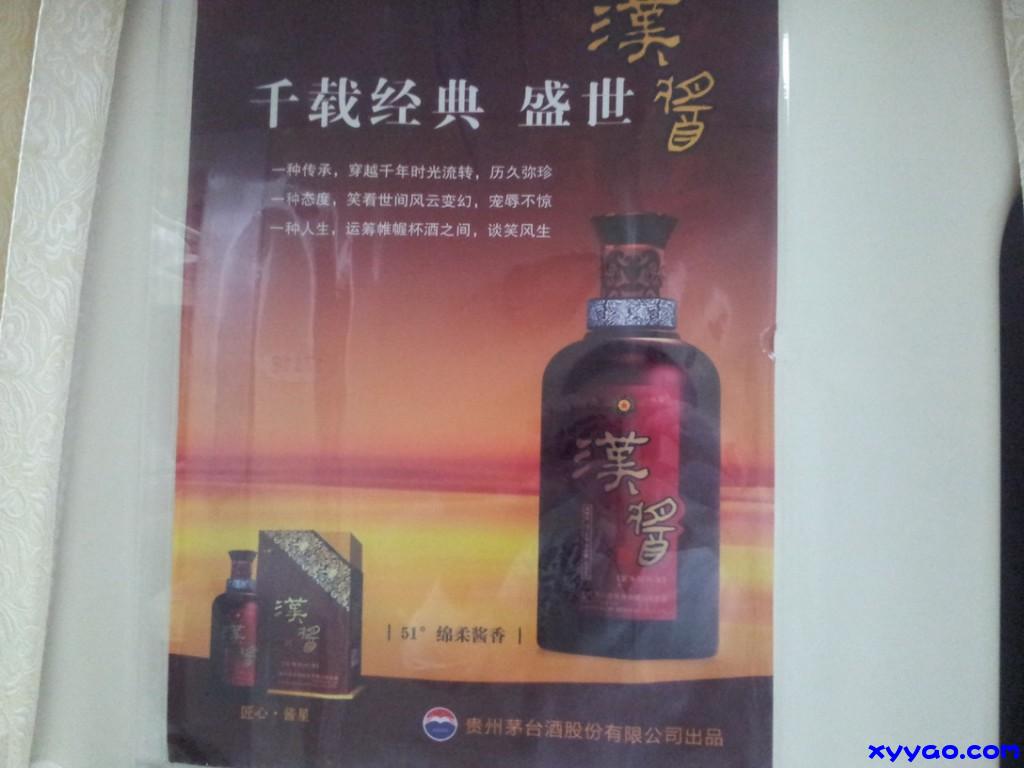 千载经典 盛世漢醬
一种传承，穿越千年时光流转，历久弥珍
一种态度，笑看世间风云变幻，宠辱不惊
一种人生，运筹帷幄杯酒之间，谈笑风生
漢醬
漢醬
| 51° 绵柔酱香 |
匠心·酱星
贵州茅台酒股份有限公司出品
xyyao.com